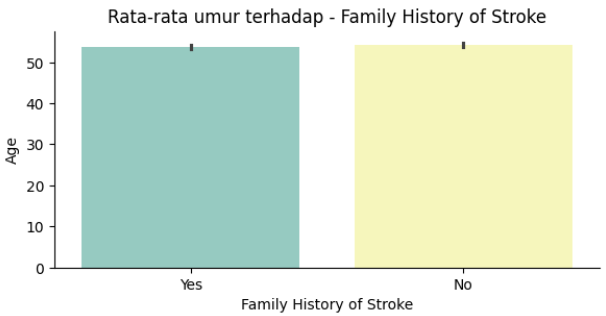 Rata-rata umur terhadap - Family History of Stroke
Age
50
40
30
20
10
0
Yes
No
Family History of Stroke